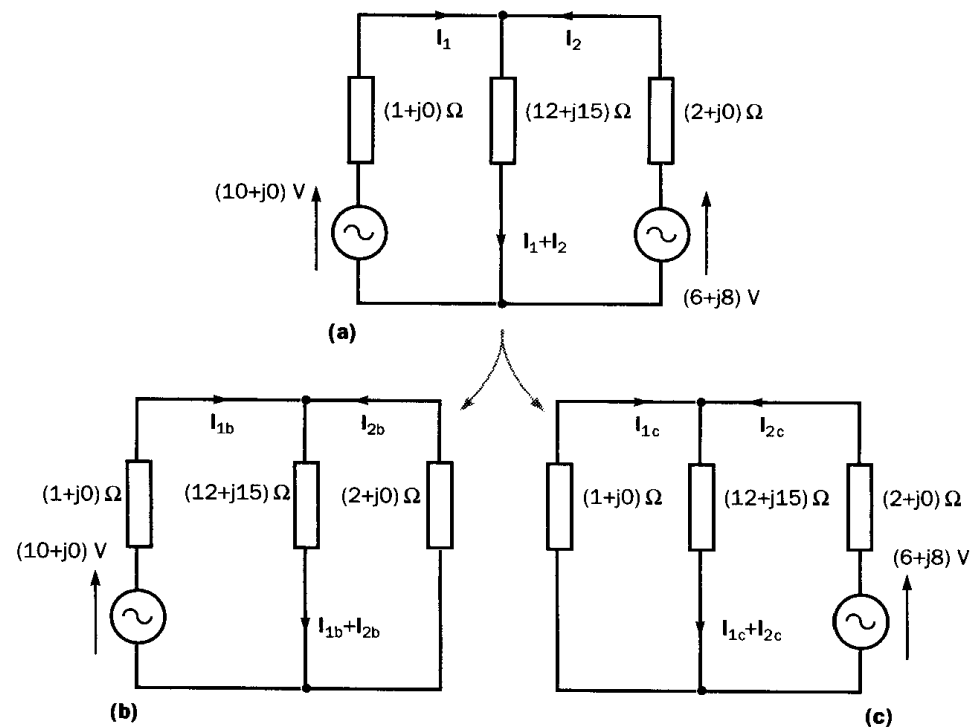 I1 I2
(1+j0) Ω (12+j15) Ω (2+j0) Ω
(10+j0) V
I1+I2
(6+j8) V
(a)
I1b I2b
(1+j0) Ω (12+j15) Ω (2+j0) Ω
(10+j0) V
I1b+I2b
(b)
I1c I2c
(1+j0) Ω (12+j15) Ω (2+j0) Ω
(6+j8) V
I1c+I2c
(c)